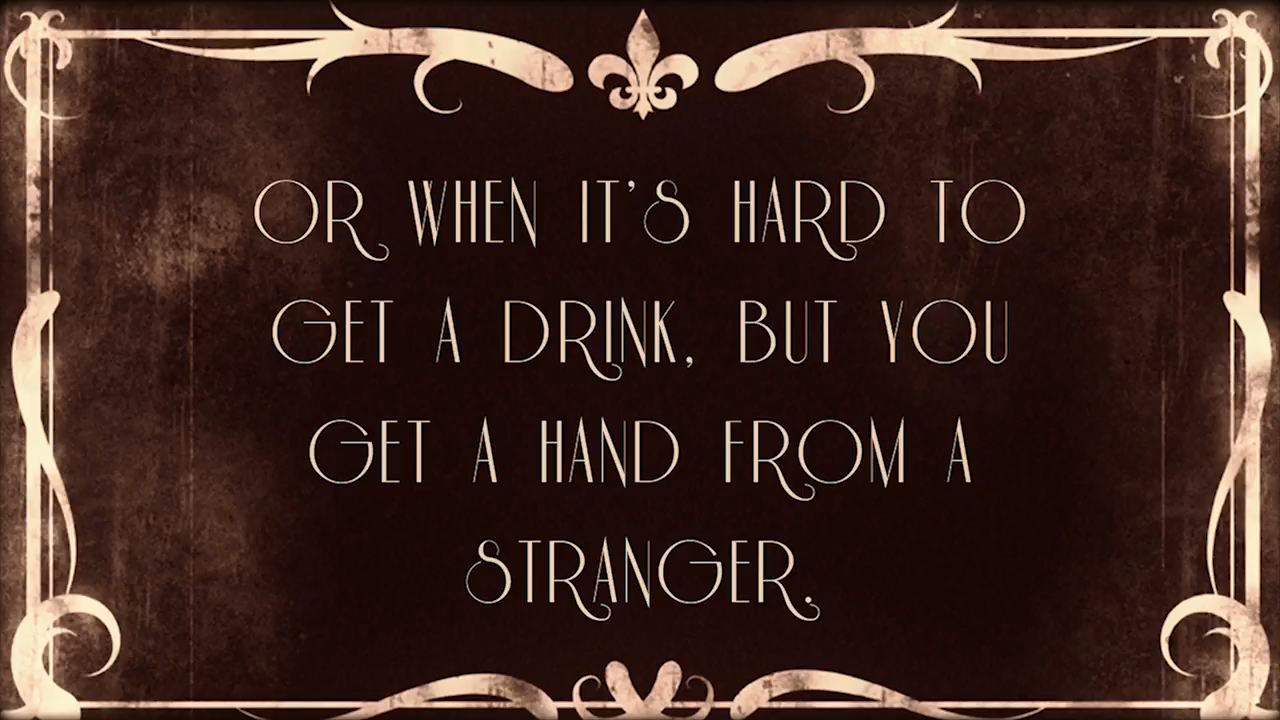 OR WHEN IT'S HARD TO
GET A DRINK, BUT YOU
GET A HAND FROM A
STRANGER.